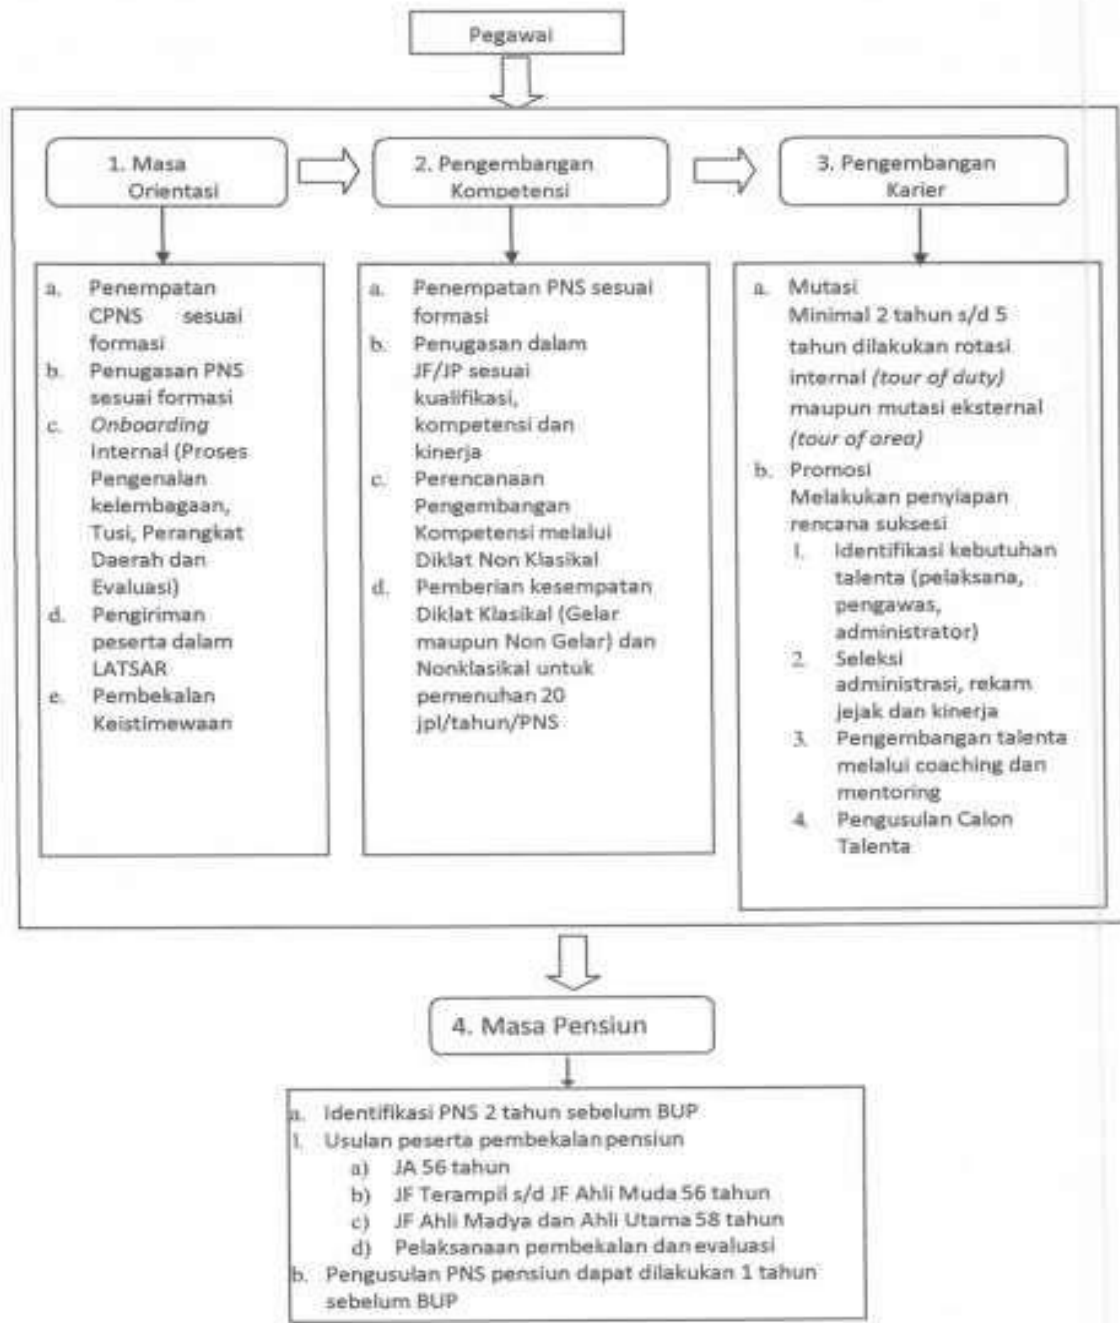 Pegawai
1. Masa
Orientasi
2. Pengembangan
Kompetensi
3. Pengembangan
Karier
a. Penempatan
CPNS sesuai
formasi
b. Penugasan PNS
sesuai formasi
c. Onboarding
Internal (Proses
Pengenalan
kelembagaan,
Tusi, Perangkat
Daerah dan
Evaluasi)
d. Pengiriman
peserta dalam
LATSAR
e. Pembekalan
Keistimewaan
a. Penempatan PNS sesuai
formasi
b. Penugasan dalam
JF/JP sesuai
kualifikasi,
kompetensi dan
kinerja
c. Perencanaan
Pengembangan
Kompetensi melalui
Diklat Non Klasikal
d. Pemberian kesempatan
Diklat Klasikal (Gelar
maupun Non Gelar) dan
Nonklasikal untuk
pemenuhan 20
jpl/tahun/PNS
a. Mutasi
Minimal 2 tahun s/d 5
tahun dilakukan rotasi
internal (tour of duty)
maupun mutasi eksternal
(tour of area)
b. Promosi
Melakukan penyiapan
rencana suksesi
1. Identifikasi kebutuhan
talenta (pelaksana,
pengawas,
administrator)
2. Seleksi
administrasi, rekam
jejak dan kinerja
3. Pengembangan talenta
melalui coaching dan
mentoring
4. Pengusulan Calon
Talenta
4. Masa Pensiun
a. Identifikasi PNS 2 tahun sebelum BUP
1. Usulan peserta pembekalan pensiun
a) JA 56 tahun
b) JF Terampil s/d JF Ahli Muda 56 tahun
c) JF Ahli Madya dan Ahli Utama 58 tahun
d) Pelaksanaan pembekalan dan evaluasi
b. Pengusulan PNS pensiun dapat dilakukan 1 tahun
sebelum BUP